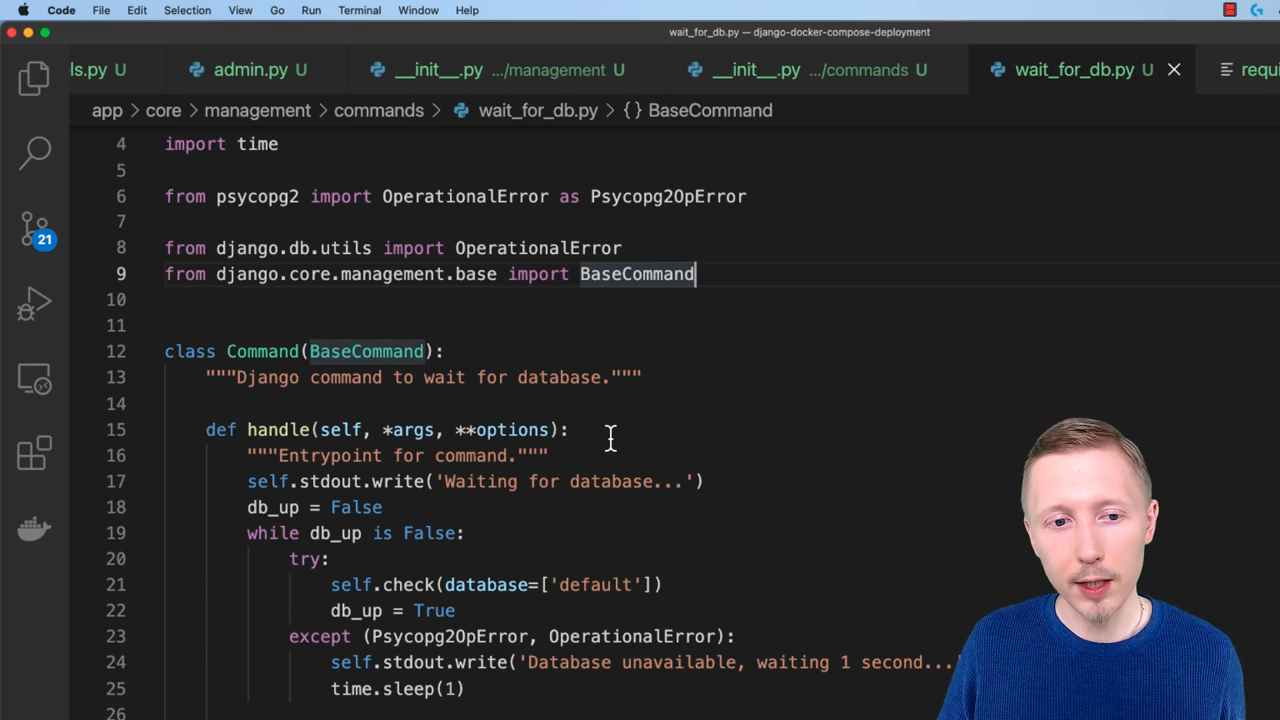 Code File Edit Selection View Go Run Terminal Window Help
wait_for_db.py — django-docker-compose-deployment
ls.py U admin.py U __init__.py .../management U __init__.py .../commands U wait_for_db.py U requi
app > core > management > commands > wait_for_db.py > {} BaseCommand
21
4 import time
5
6 from psycopg2 import OperationalError as Psycopg2OpError
7
8 from django.db.utils import OperationalError
9 from django.core.management.base import BaseCommand
10
11
12 class Command(BaseCommand):
13 """Django command to wait for database."""
14
15 def handle(self, *args, **options):
16 """Entrypoint for command."""
17 self.stdout.write('Waiting for database...')
18 db_up = False
19 while db_up is False:
20 try:
21 self.check(database=['default'])
22 db_up = True
23 except (Psycopg2OpError, OperationalError):
24 self.stdout.write('Database unavailable, waiting 1 second...
25 time.sleep(1)
26